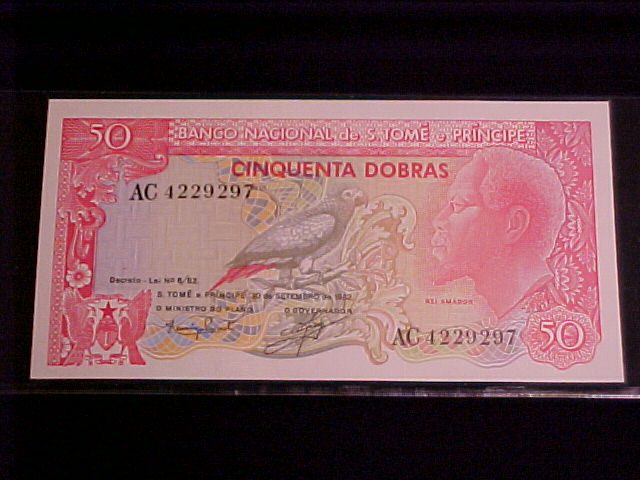 50
BANCO NACIONAL de S. TOMÉ e PRÍNCIPE
CINQUENTA DOBRAS
AC 4229297
Decreto - Lei Nº 6/82
S. TOMÉ e PRÍNCIPE 30 de SETEMBRO de 1982
O MINISTRO DO PLANO O GOVERNADOR
REI AMADOR
AC 4229297
50